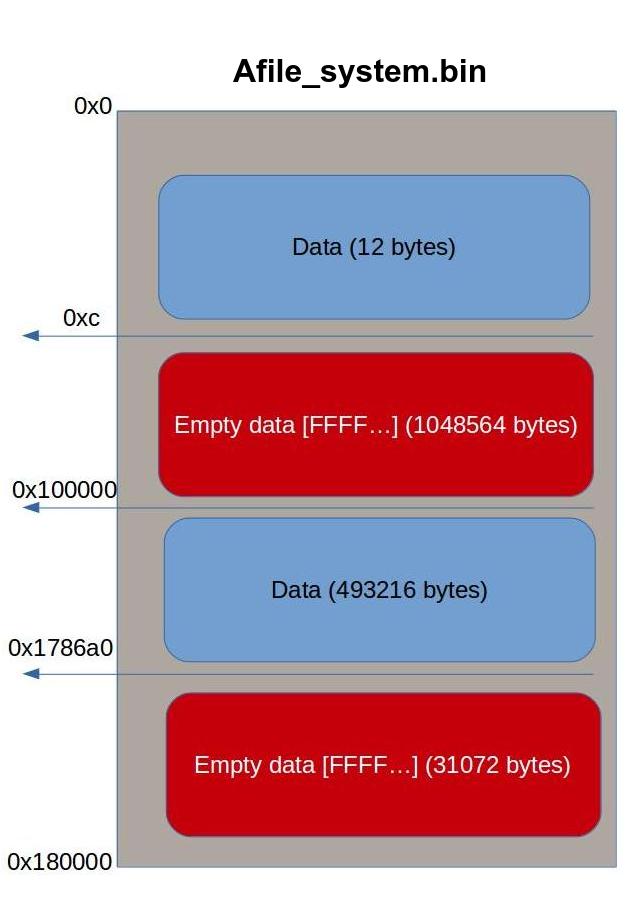 Afile_system.bin
0x0
Data (12 bytes)
0xc
Empty data [FFFF…] (1048564 bytes)
0x100000
Data (493216 bytes)
0x1786a0
Empty data [FFFF…] (31072 bytes)
0x180000